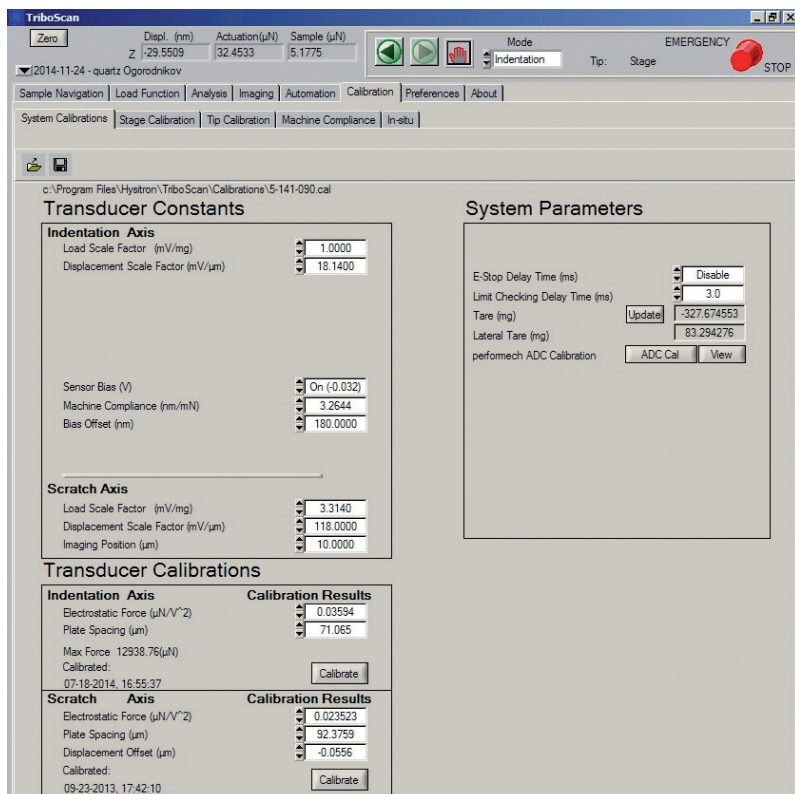 TriboScan
Zero
Displ. (nm) Actuation(µN) Sample (µN)
Z -29.5509 32.4533 5.1775
2014-11-24 - quartz Ogorodnikov
Mode
Indentation
Tip: Stage
EMERGENCY
STOP
Sample Navigation Load Function Analysis Imaging Automation Calibration Preferences About
System Calibrations Stage Calibration Tip Calibration Machine Compliance In-situ
c:\Program Files\Hysitron\TriboScan\Calibrations\5-141-090.cal
Transducer Constants
Indentation Axis
Load Scale Factor (mV/mg) 1.0000
Displacement Scale Factor (mV/µm) 18.1400
Sensor Bias (V) On (-0.032)
Machine Compliance (nm/mN) 3.2644
Bias Offset (nm) 180.0000
Scratch Axis
Load Scale Factor (mV/mg) 3.3140
Displacement Scale Factor (mV/µm) 118.0000
Imaging Position (µm) 10.0000
Transducer Calibrations
Indentation Axis Calibration Results
Electrostatic Force (µN/V^2) 0.03594
Plate Spacing (µm) 71.065
Max Force 12938.76(µN)
Calibrated:
07-18-2014, 16:55:37
Calibrate
Scratch Axis Calibration Results
Electrostatic Force (µN/V^2) 0.023523
Plate Spacing (µm) 92.3759
Displacement Offset (µm) -0.0556
Calibrated:
09-23-2013, 17:42:10
Calibrate
System Parameters
E-Stop Delay Time (ms) Disable
Limit Checking Delay Time (ms) 3.0
Tare (mg) Update -327.674553
Lateral Tare (mg) 83.294276
performech ADC Calibration ADC Cal View